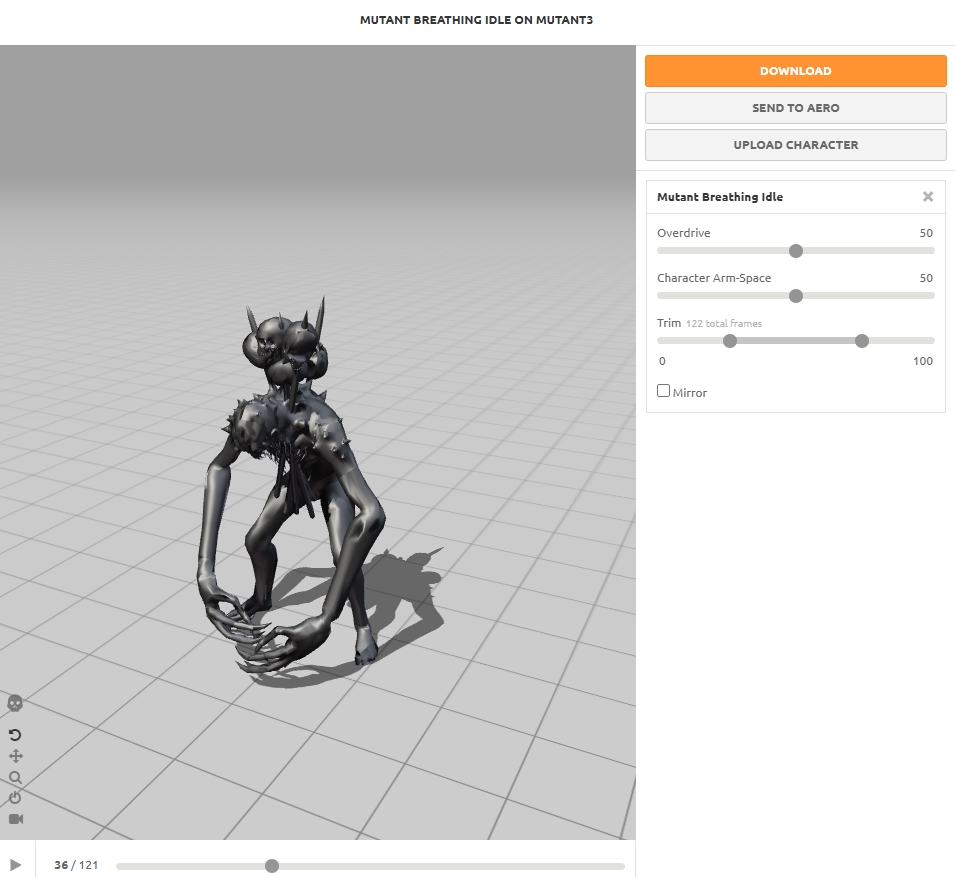 MUTANT BREATHING IDLE ON MUTANT3
DOWNLOAD
SEND TO AERO
UPLOAD CHARACTER
Mutant Breathing Idle
Overdrive 50
Character Arm-Space 50
Trim 122 total frames
0 100
Mirror
36 / 121